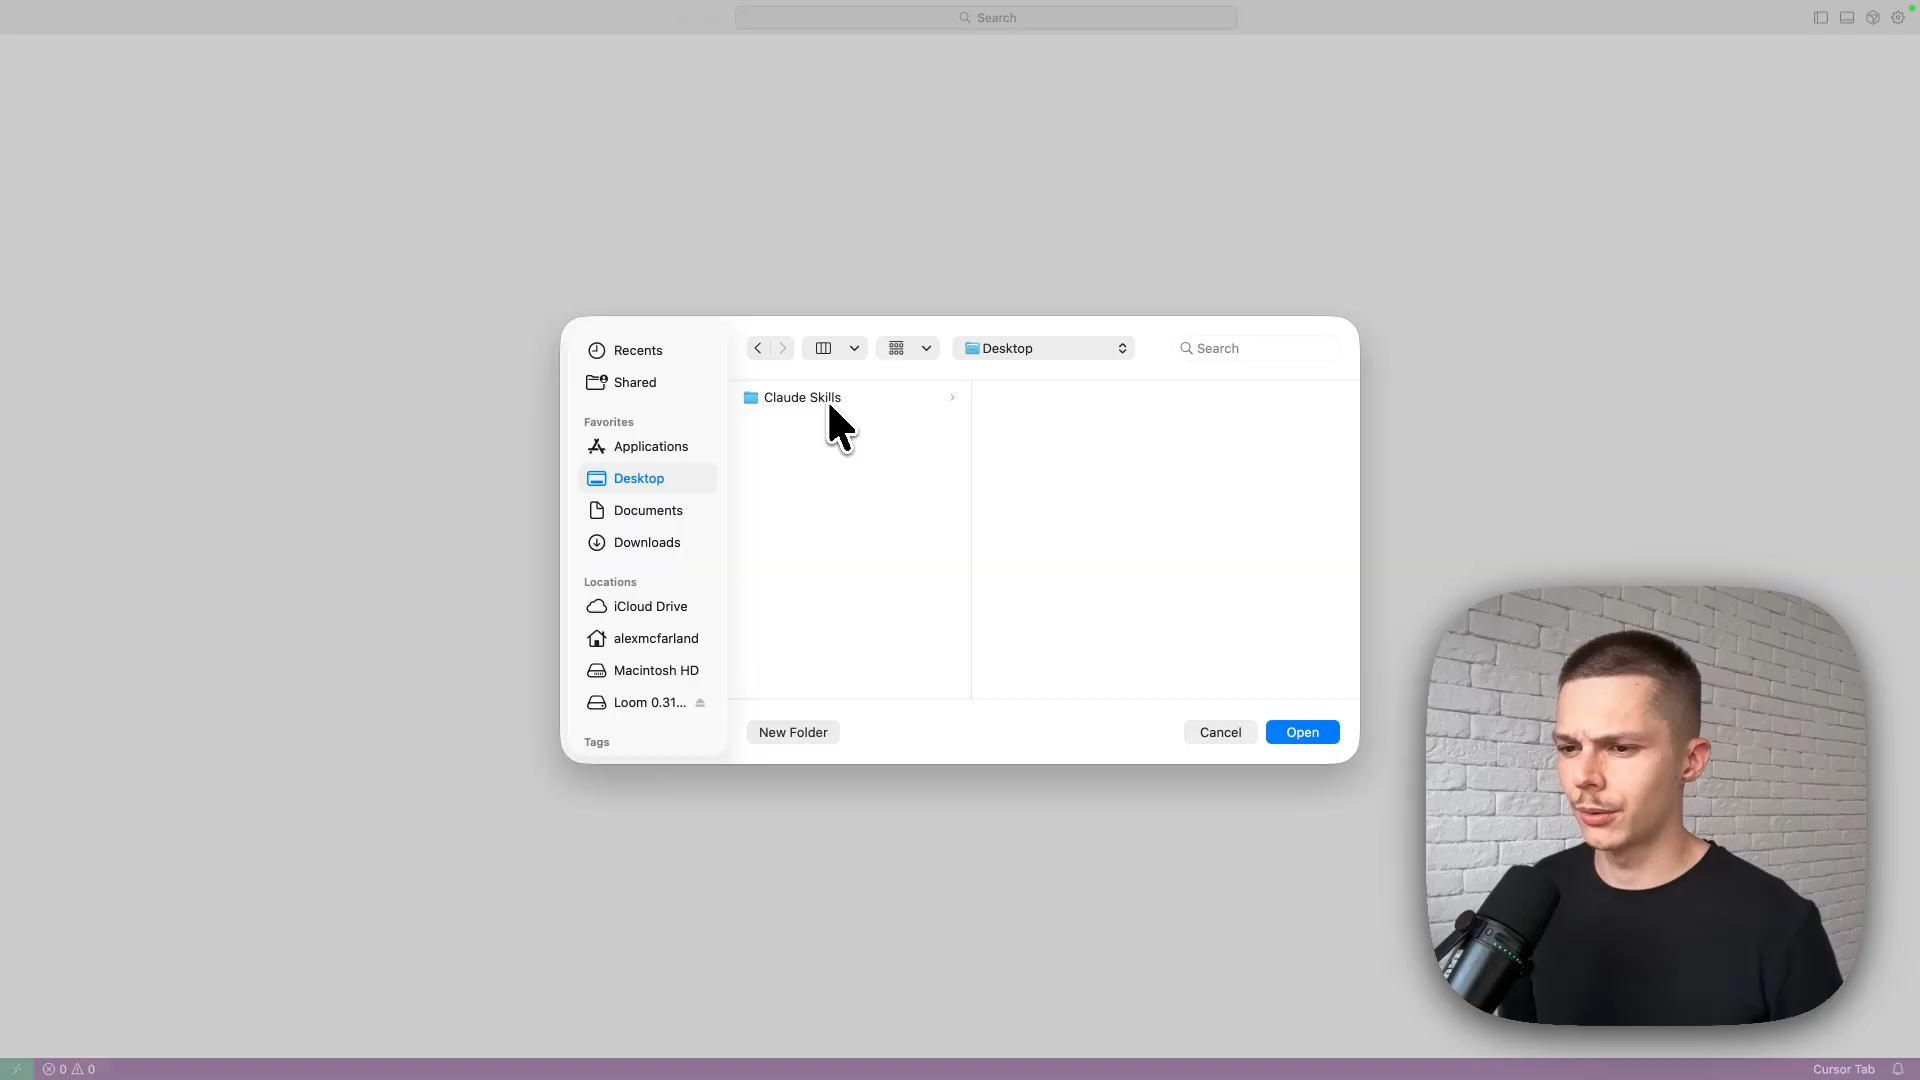 Search
Recents
Shared
Favorites
Applications
Desktop
Documents
Downloads
Locations
iCloud Drive
alexmcfarland
Macintosh HD
Loom 0.31...
Tags
Desktop
Search
Claude Skills
New Folder
Cancel
Open
0 0
Cursor Tab